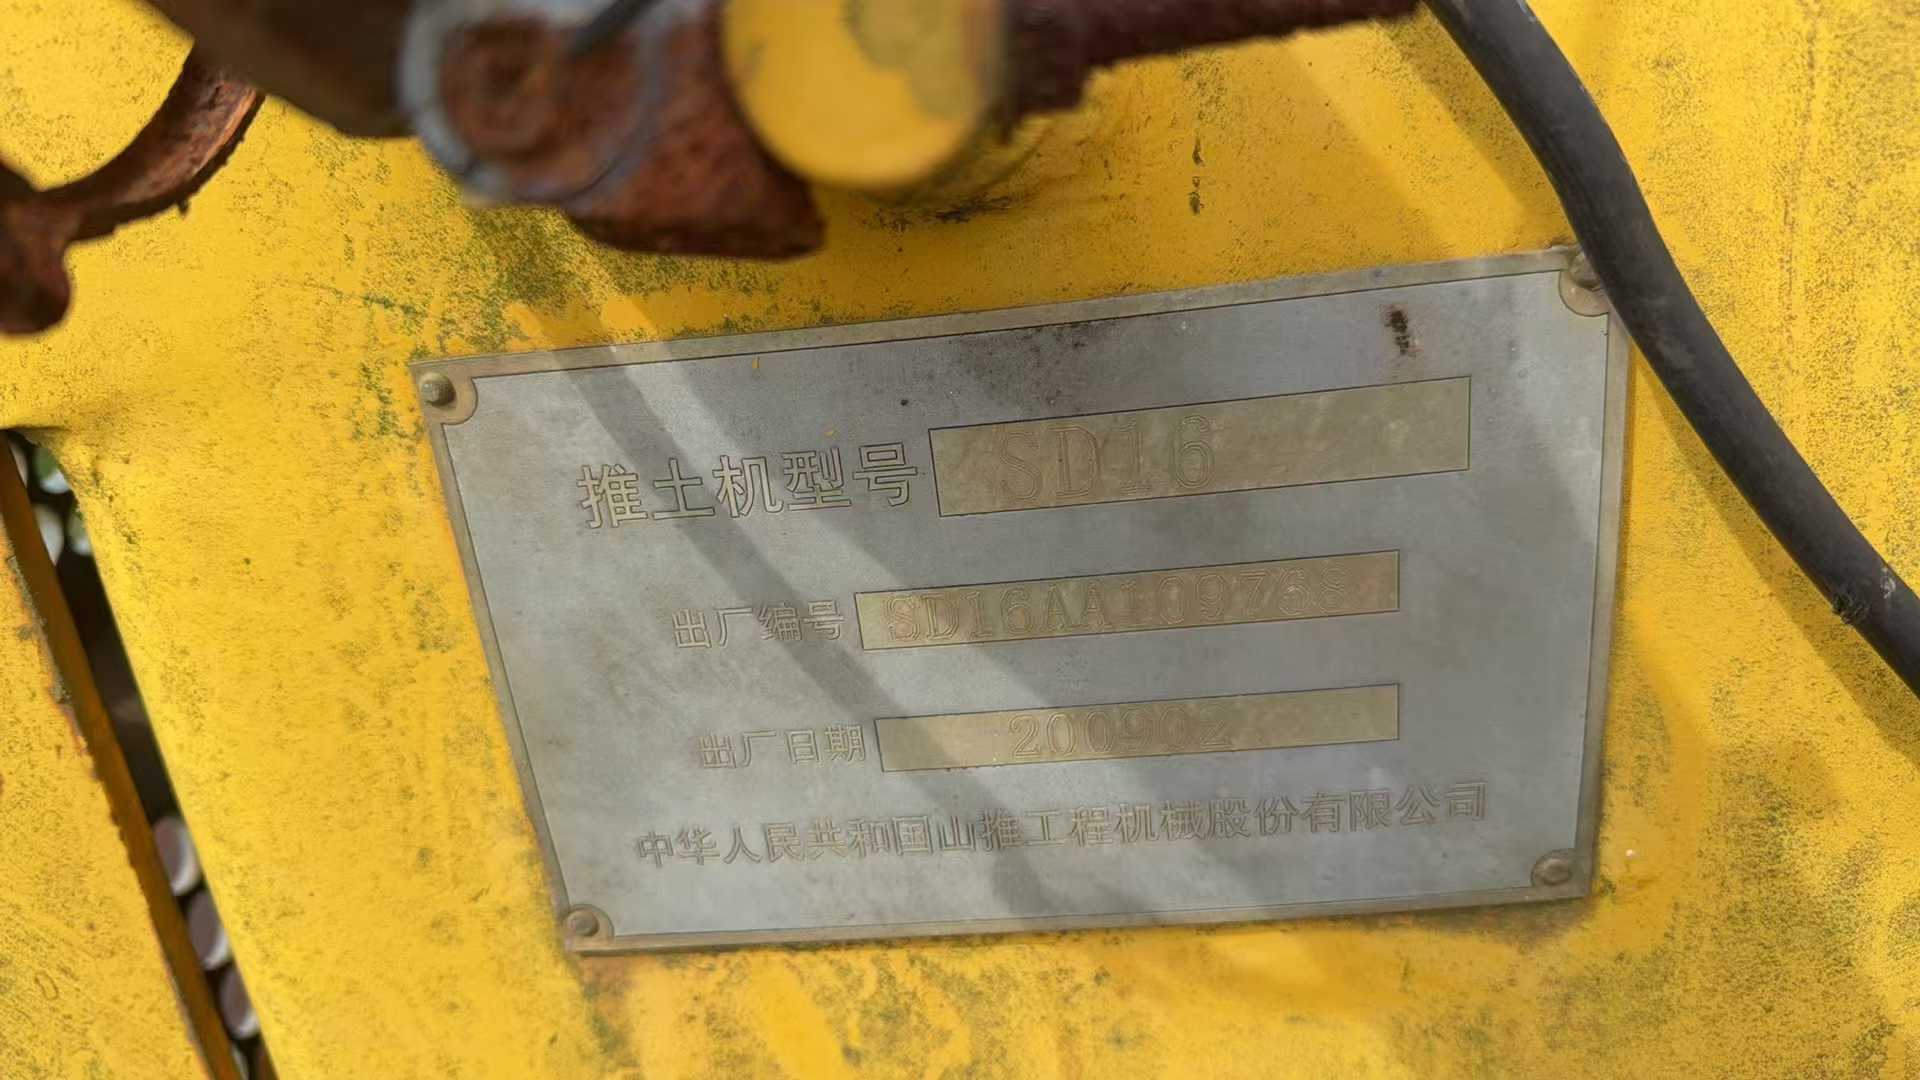 推土机型号 SD16
出厂编号 SD16AA109768
出厂日期 200902
中华人民共和国山推工程机械股份有限公司